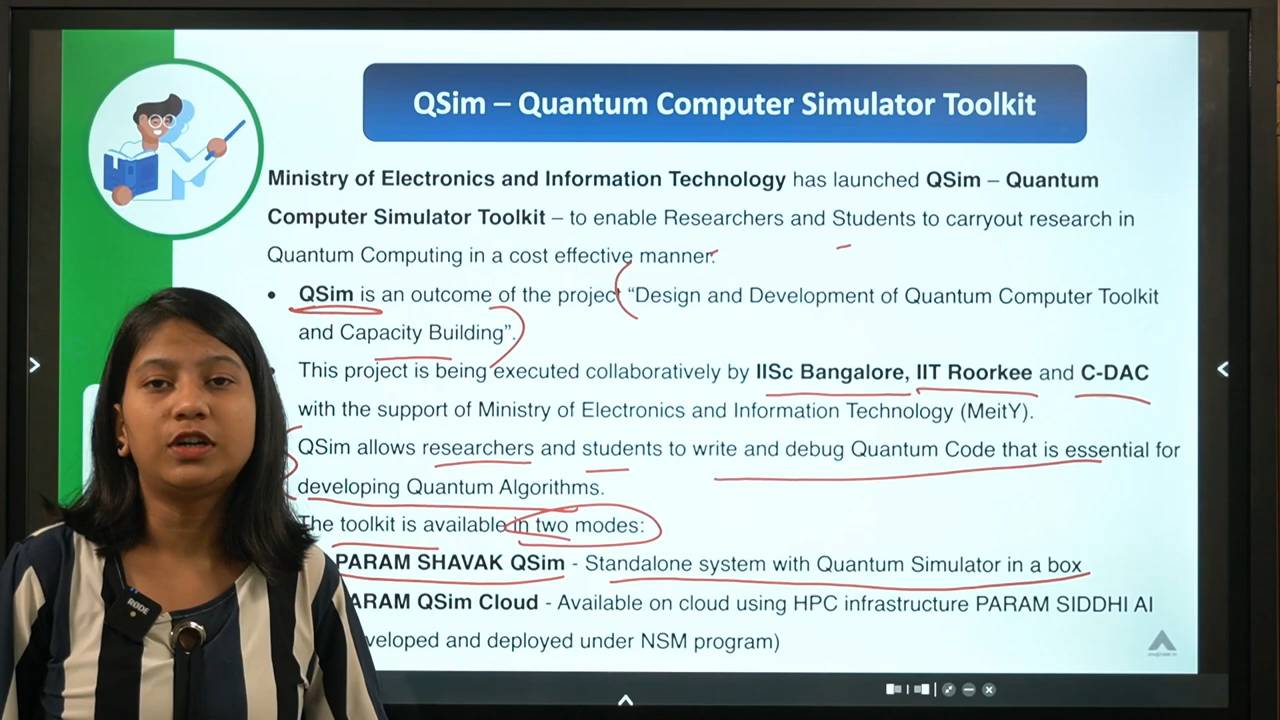 QSim – Quantum Computer Simulator Toolkit
Ministry of Electronics and Information Technology has launched QSim – Quantum
Computer Simulator Toolkit – to enable Researchers and Students to carryout research in
Quantum Computing in a cost effective manner.
• QSim is an outcome of the project “Design and Development of Quantum Computer Toolkit
and Capacity Building”.
This project is being executed collaboratively by IISc Bangalore, IIT Roorkee and C-DAC
with the support of Ministry of Electronics and Information Technology (MeitY).
QSim allows researchers and students to write and debug Quantum Code that is essential for
developing Quantum Algorithms.
The toolkit is available in two modes:
PARAM SHAVAK QSim - Standalone system with Quantum Simulator in a box
ARAM QSim Cloud - Available on cloud using HPC infrastructure PARAM SIDDHI AI
veloped and deployed under NSM program)
RØDE